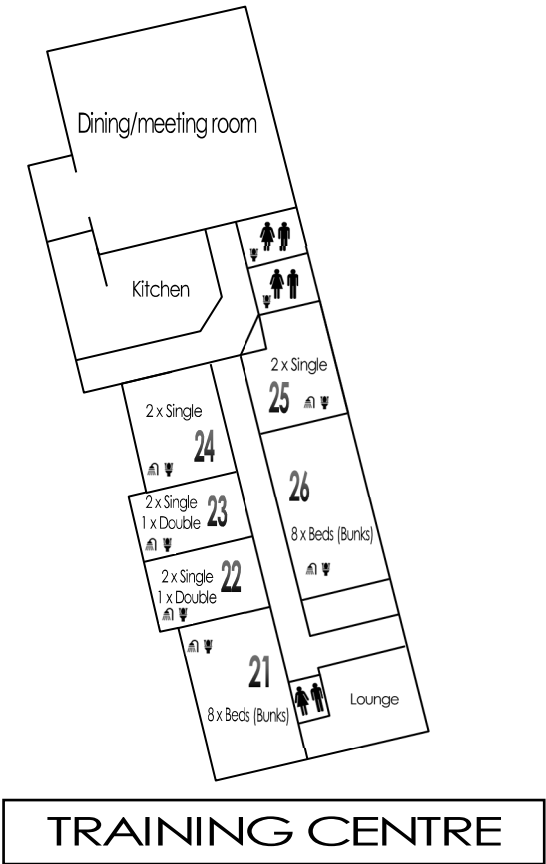 Dining/meeting room
Kitchen
2 x Single
25
2 x Single
24
26
8 x Beds (Bunks)
2 x Single
1 x Double
23
2 x Single
1 x Double
22
21
8 x Beds (Bunks)
Lounge
TRAINING CENTRE